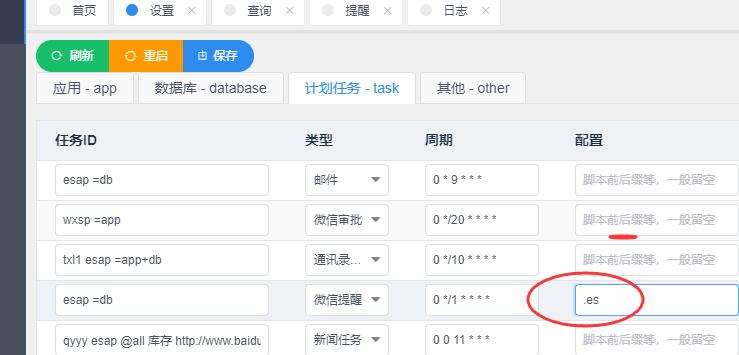 首页 设置 × 查询 × 提醒 × 日志 ×
刷新 重启 保存
应用 - app 数据库 - database 计划任务 - task 其他 - other
任务ID 类型 周期 配置
esap =db 邮件 0 * 9 * * * 脚本前后缀等，一般留空
wxsp =app 微信审批 0 */20 * * * * 脚本前后缀等，一般留空
txl1 esap =app+db 通讯录... 0 */10 * * * * 脚本前后缀等，一般留空
esap =db 微信提醒 0 */1 * * * * .es
qyyy esap @all 库存 http://www.baidu 新闻任务 0 0 11 * * * 脚本前后缀等，一般留空